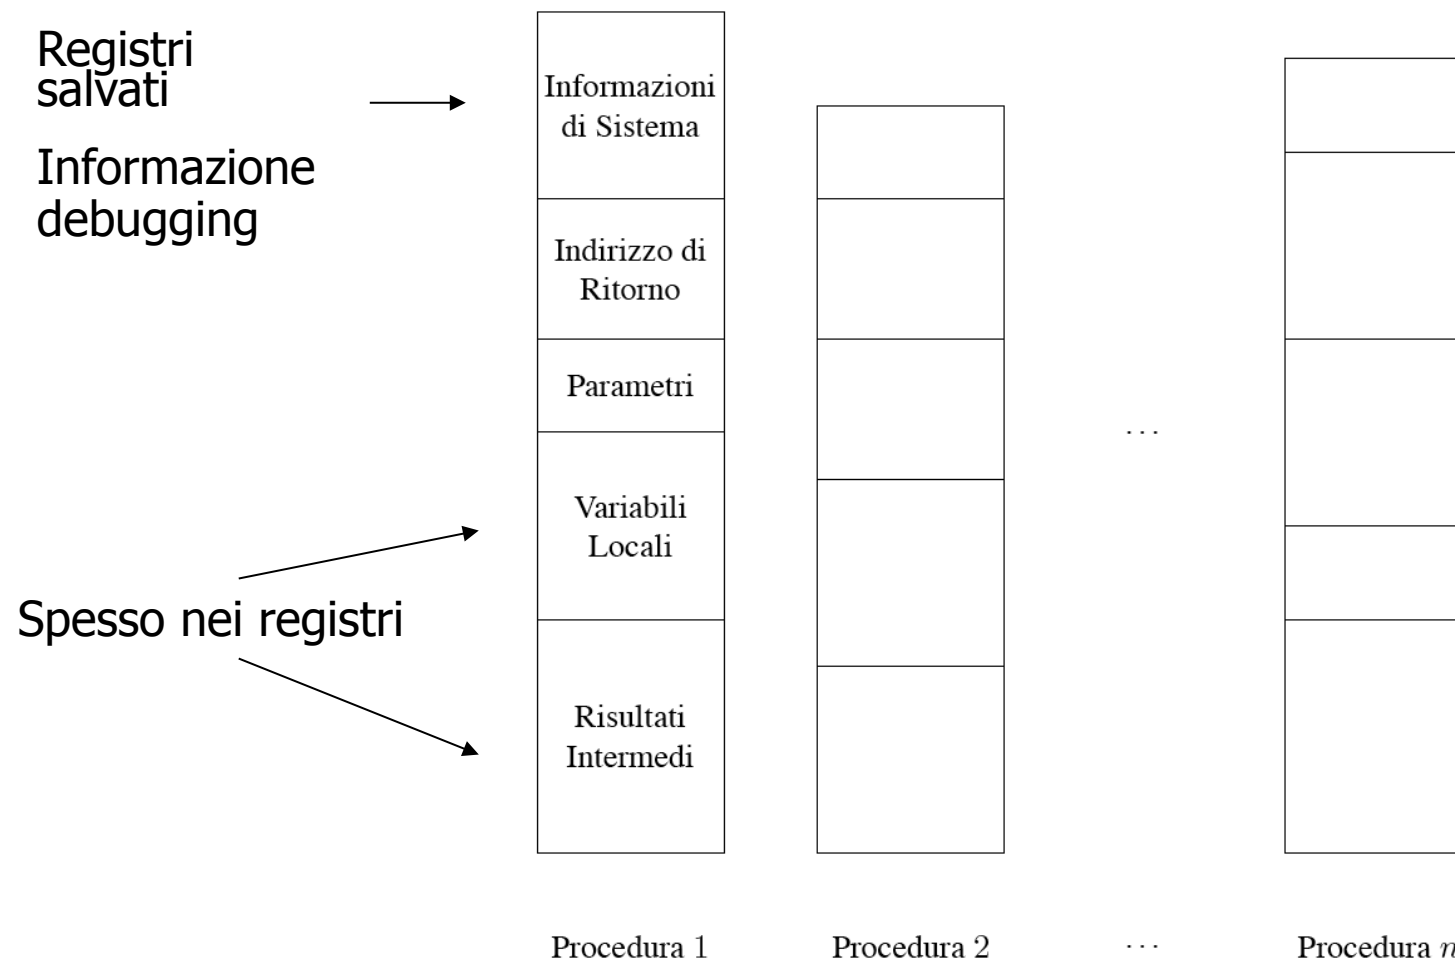 Registri
salvati
Informazione
debugging
Spesso nei registri
Informazioni
di Sistema
Indirizzo di
Ritorno
Parametri
Variabili
Locali
Risultati
Intermedi
...
Procedura 1
Procedura 2
...
Procedura n